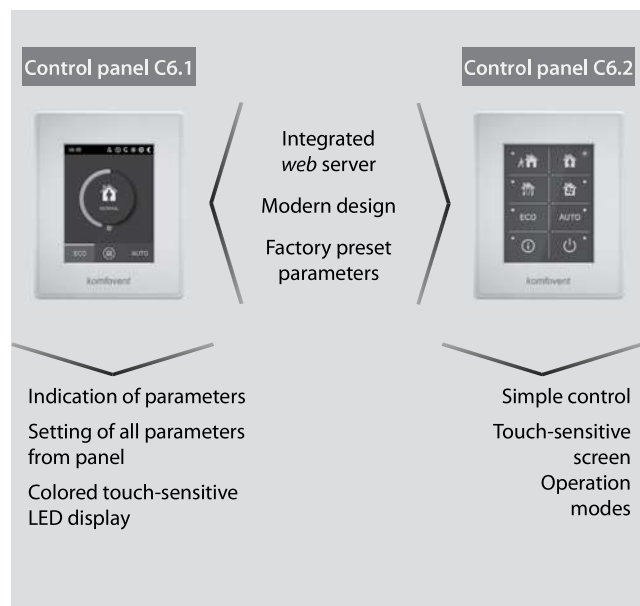 Control panel C6.1
Control panel C6.2
komfovent
ECO
AUTO
Integrated
web server
Modern design
Factory preset
parameters
ECO
AUTO
komfovent
Indication of parameters
Setting of all parameters
from panel
Colored touch-sensitive
LED display
Simple control
Touch-sensitive
screen
Operation
modes